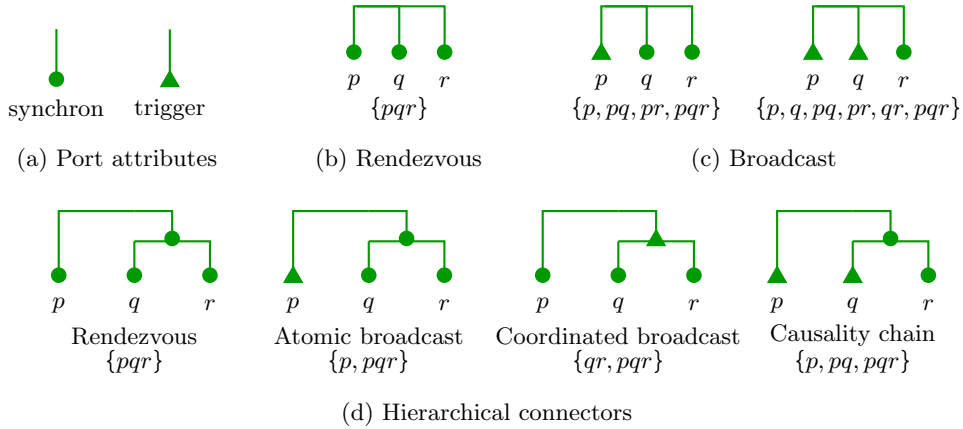 synchron trigger
(a) Port attributes
p q r
{pqr}
(b) Rendezvous
p q r
{p, pq, pr, pqr}
p q r
{p, q, pq, pr, qr, pqr}
(c) Broadcast
p q r
Rendezvous
{pqr}
p q r
Atomic broadcast
{p, pqr}
p q r
Coordinated broadcast
{qr, pqr}
p q r
Causality chain
{p, pq, pqr}
(d) Hierarchical connectors